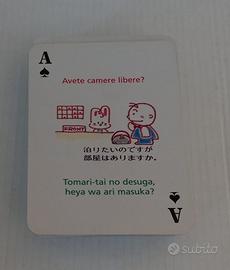 A
Avete camere libere?
FRONT
泊りたいのですが
部屋はありますか。
Tomari-tai no desuga,
heya wa ari masuka?
A
subito